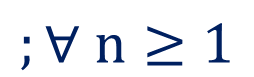 ; ∀ n ≥ 1